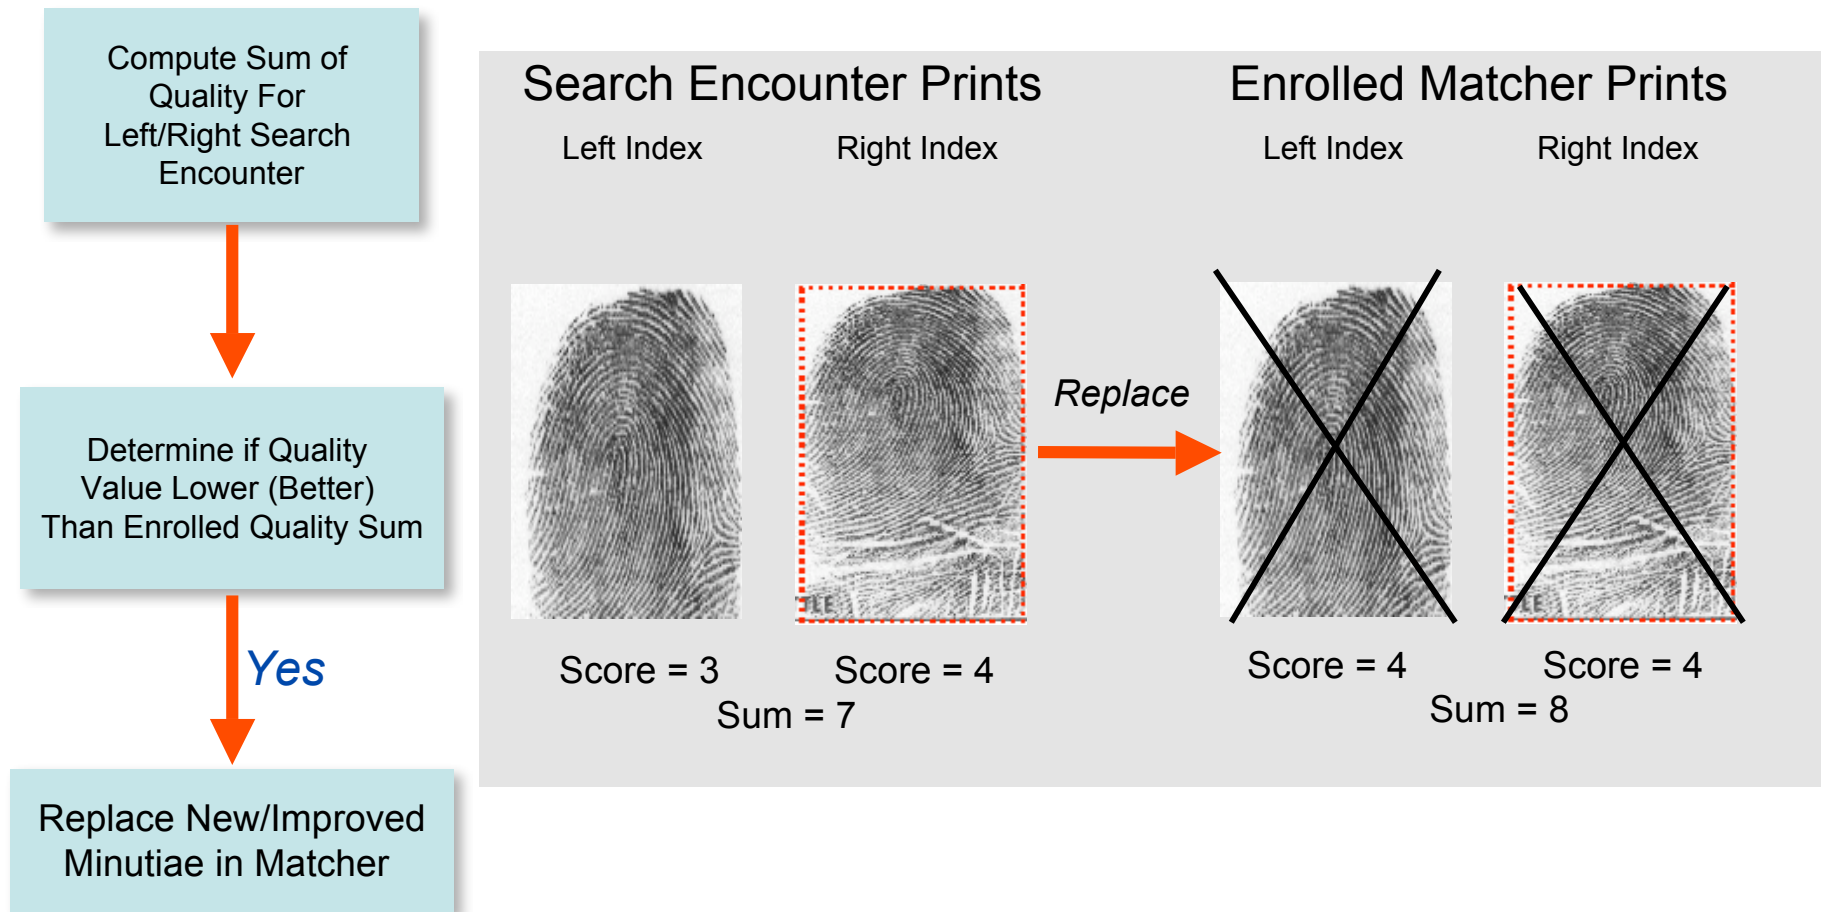 Compute Sum of
Quality For
Left/Right Search
Encounter
Determine if Quality
Value Lower (Better)
Than Enrolled Quality Sum
Yes
Replace New/Improved
Minutiae in Matcher
Search Encounter Prints
Left Index
Right Index
TLE
Score = 3
Score = 4
Sum = 7
Replace
Enrolled Matcher Prints
Left Index
Right Index
TLE
Score = 4
Score = 4
Sum = 8